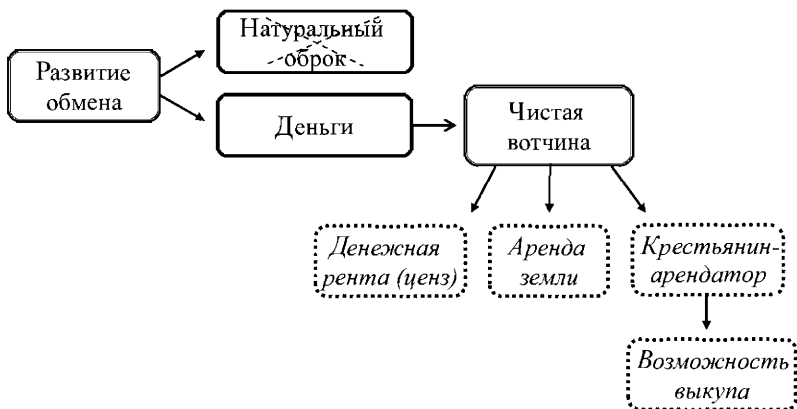 Натуральный
оброк
Развитие
обмена
Деньги
Чистая
вотчина
Денежная
рента (ценз)
Аренда
земли
Крестьянин-
арендатор
Возможность
выкупа